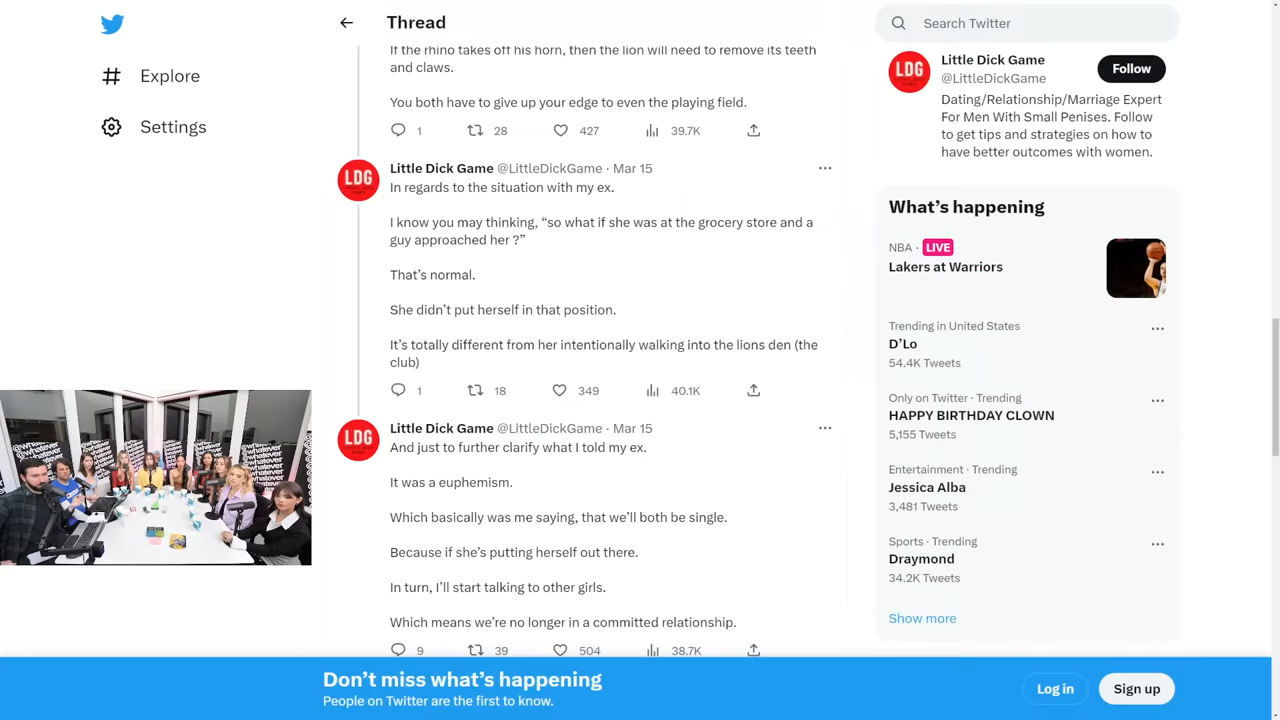 Thread
Search Twitter
Explore
Settings
If the rhino takes off his horn, then the lion will need to remove its teeth
and claws.
You both have to give up your edge to even the playing field.
1 28 427 39.7K
LDG
Little Dick Game @LittleDickGame · Mar 15
In regards to the situation with my ex.
I know you may thinking, “so what if she was at the grocery store and a
guy approached her ?”
That’s normal.
She didn’t put herself in that position.
It’s totally different from her intentionally walking into the lions den (the
club)
1 18 349 40.1K
LDG
Little Dick Game @LittleDickGame · Mar 15
And just to further clarify what I told my ex.
It was a euphemism.
Which basically was me saying, that we’ll both be single.
Because if she’s putting herself out there.
In turn, I’ll start talking to other girls.
Which means we’re no longer in a committed relationship.
9 39 504 38.7K
LDG
Little Dick Game
@LittleDickGame
Follow
Dating/Relationship/Marriage Expert
For Men With Small Penises. Follow
to get tips and strategies on how to
have better outcomes with women.
What’s happening
NBA · LIVE
Lakers at Warriors
Trending in United States
D’Lo
54.4K Tweets
Only on Twitter · Trending
HAPPY BIRTHDAY CLOWN
5,155 Tweets
Entertainment · Trending
Jessica Alba
3,481 Tweets
Sports · Trending
Draymond
34.2K Tweets
Show more
@whatever
whatever
Don’t miss what’s happening
People on Twitter are the first to know.
Log in
Sign up